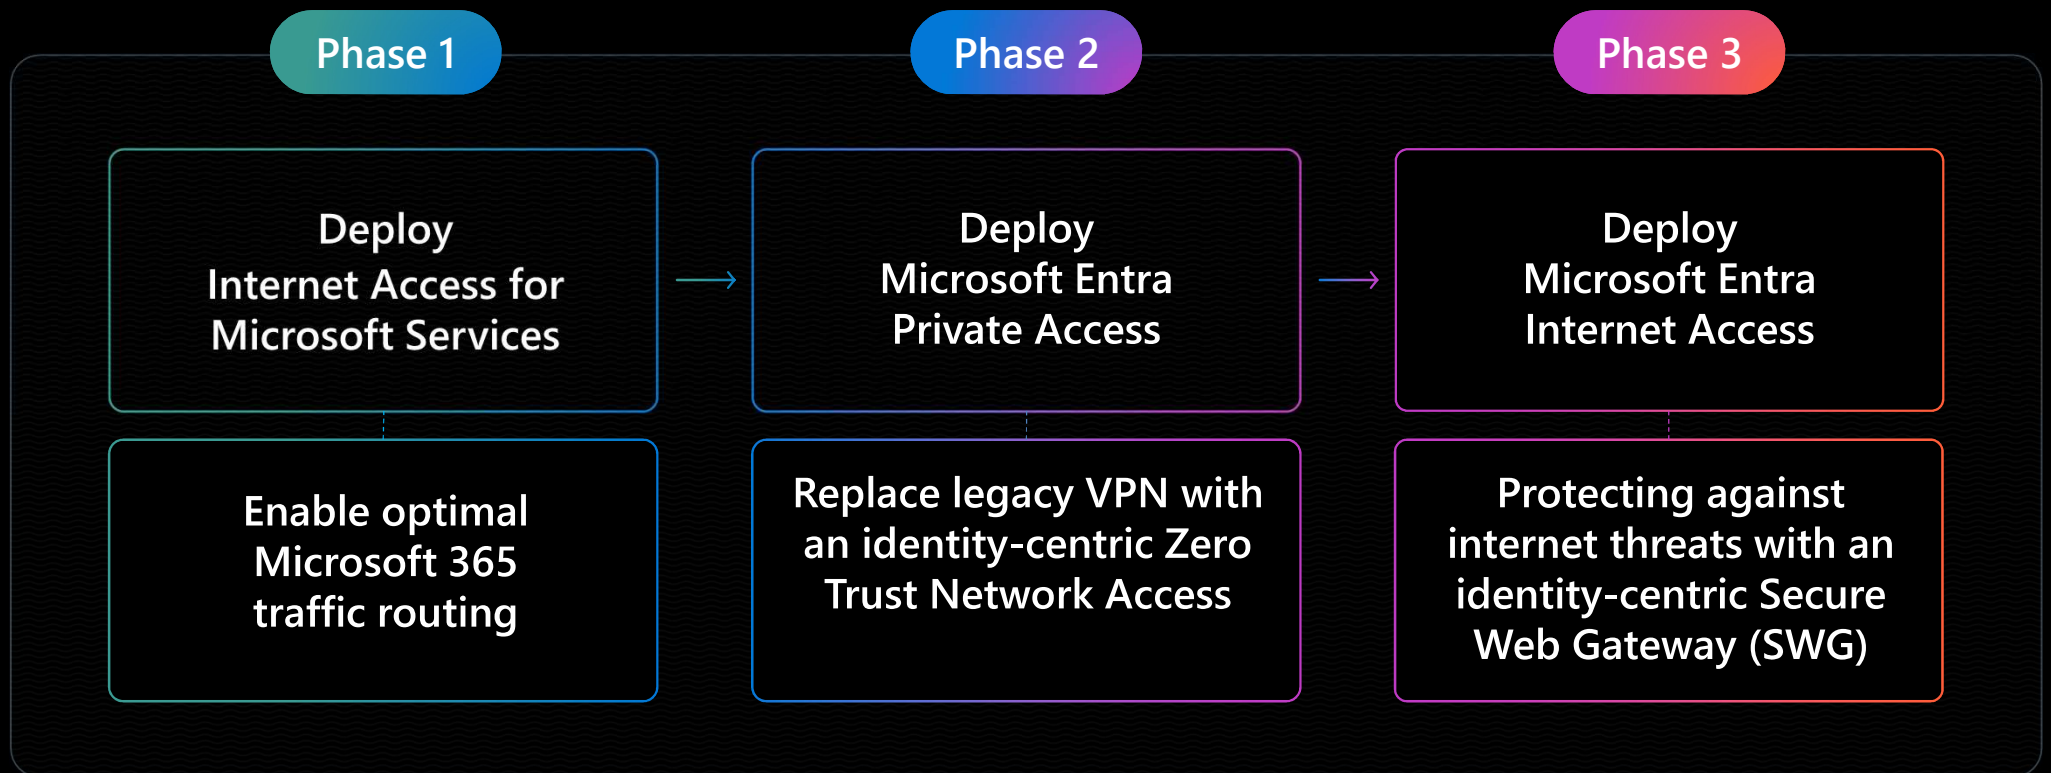 Phase 1
Phase 2
Phase 3
Deploy
Internet Access for
Microsoft Services
Deploy
Microsoft Entra
Private Access
Deploy
Microsoft Entra
Internet Access
Enable optimal
Microsoft 365
traffic routing
Replace legacy VPN with
an identity-centric Zero
Trust Network Access
Protecting against
internet threats with an
identity-centric Secure
Web Gateway (SWG)